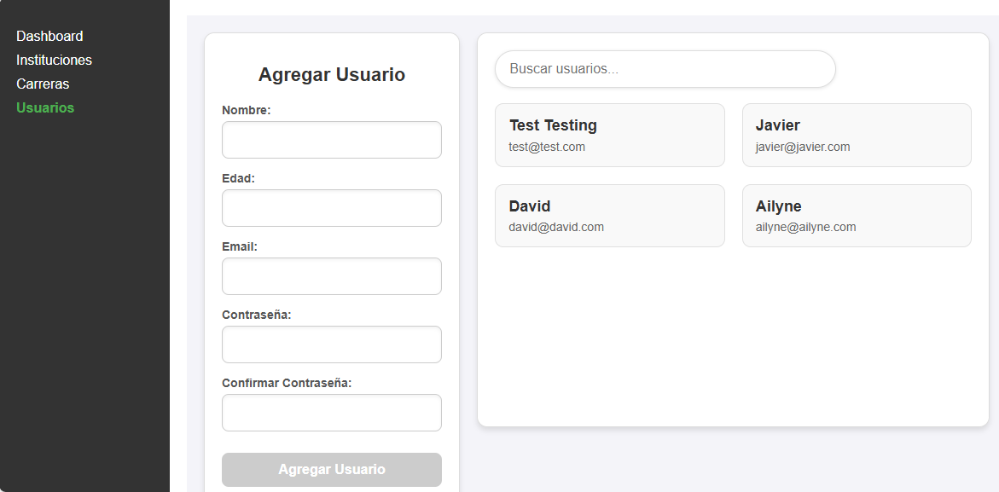 Dashboard
Instituciones
Carreras
Usuarios
Agregar Usuario
Nombre:
Edad:
Email:
Contraseña:
Confirmar Contraseña:
Agregar Usuario
Buscar usuarios...
Test Testing
test@test.com
Javier
javier@javier.com
David
david@david.com
Ailyne
ailyne@ailyne.com